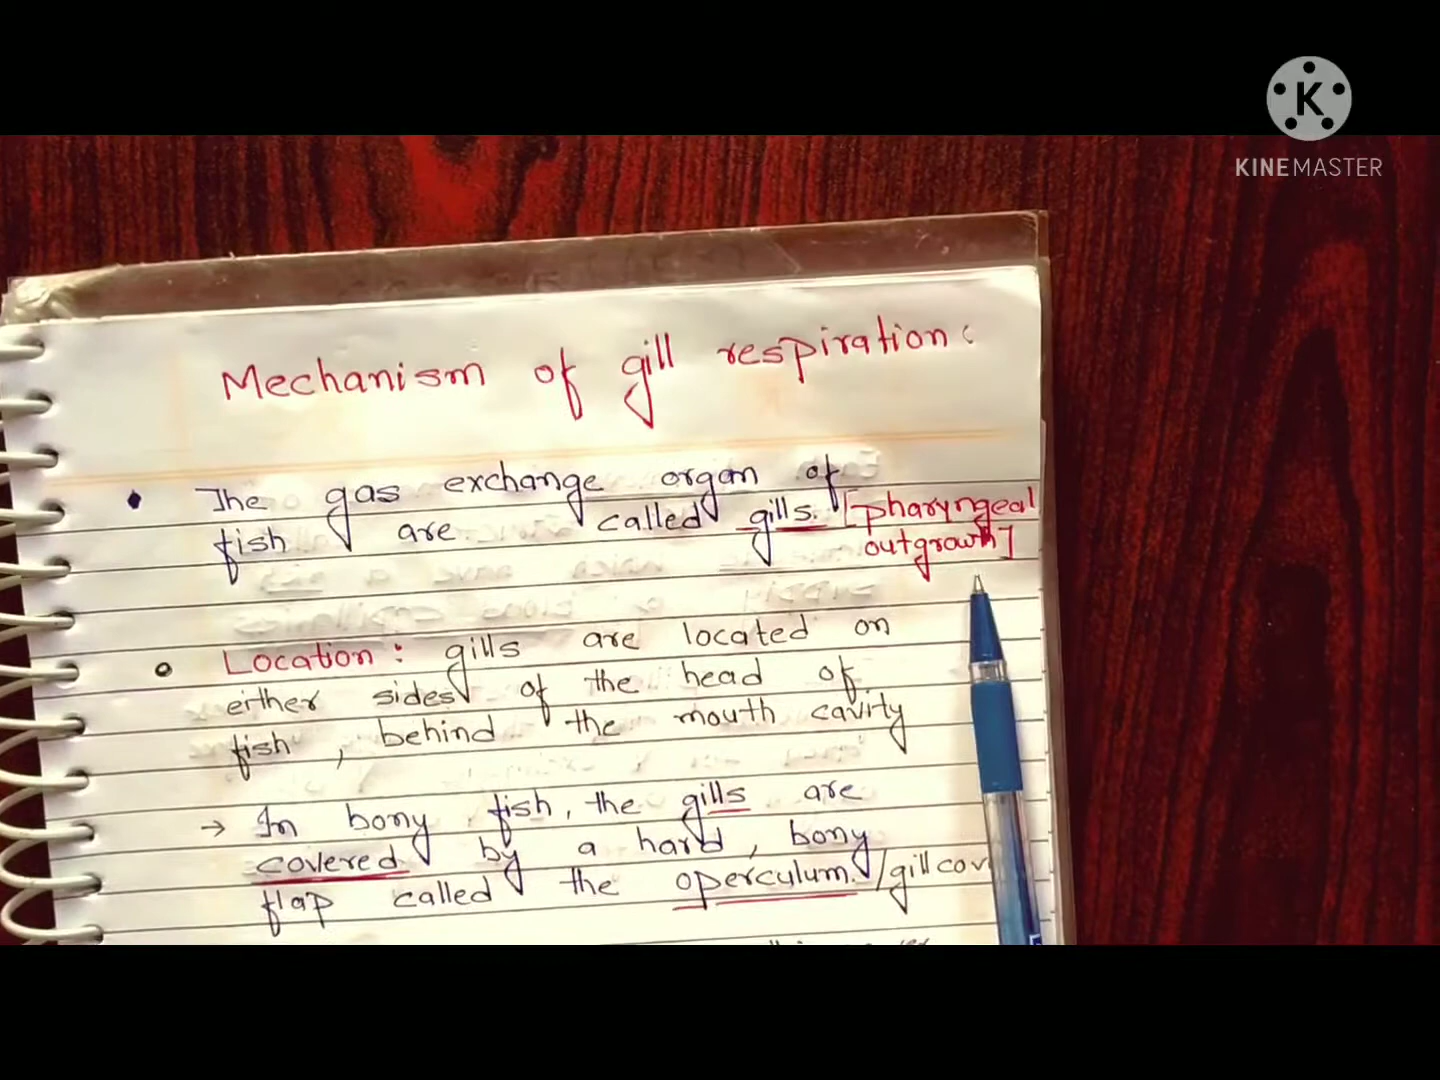 K
KINEMASTER
Mechanism of gill respiration:
The gas exchange organ of
fish are called gills. [pharyngeal
outgrowth]
Location: gills are located on
either sides of the head of
fish, behind the mouth cavity
→ In bony fish, the gills are
covered by a hard, bony
flap called the operculum./gill cov